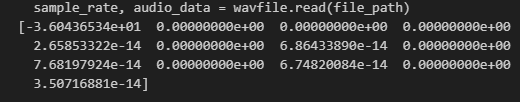 sample_rate, audio_data = wavfile.read(file_path)
[-3.60436534e+01 0.00000000e+00 0.00000000e+00 0.00000000e+00
2.65853322e-14 0.00000000e+00 6.86433890e-14 0.00000000e+00
7.68197924e-14 0.00000000e+00 6.74820084e-14 0.00000000e+00
3.50716881e-14]